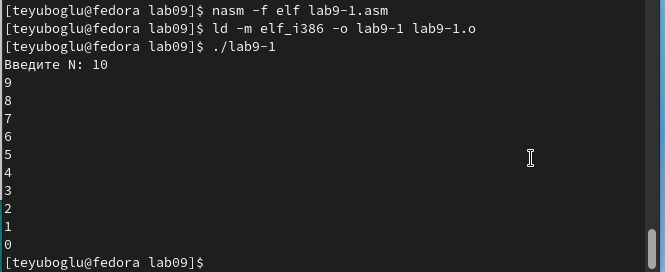 [teyuboglu@fedora lab09]$ nasm -f elf lab9-1.asm
[teyuboglu@fedora lab09]$ ld -m elf_i386 -o lab9-1 lab9-1.o
[teyuboglu@fedora lab09]$ ./lab9-1
Введите N: 10
9
8
7
6
5
4
3
2
1
0
[teyuboglu@fedora lab09]$